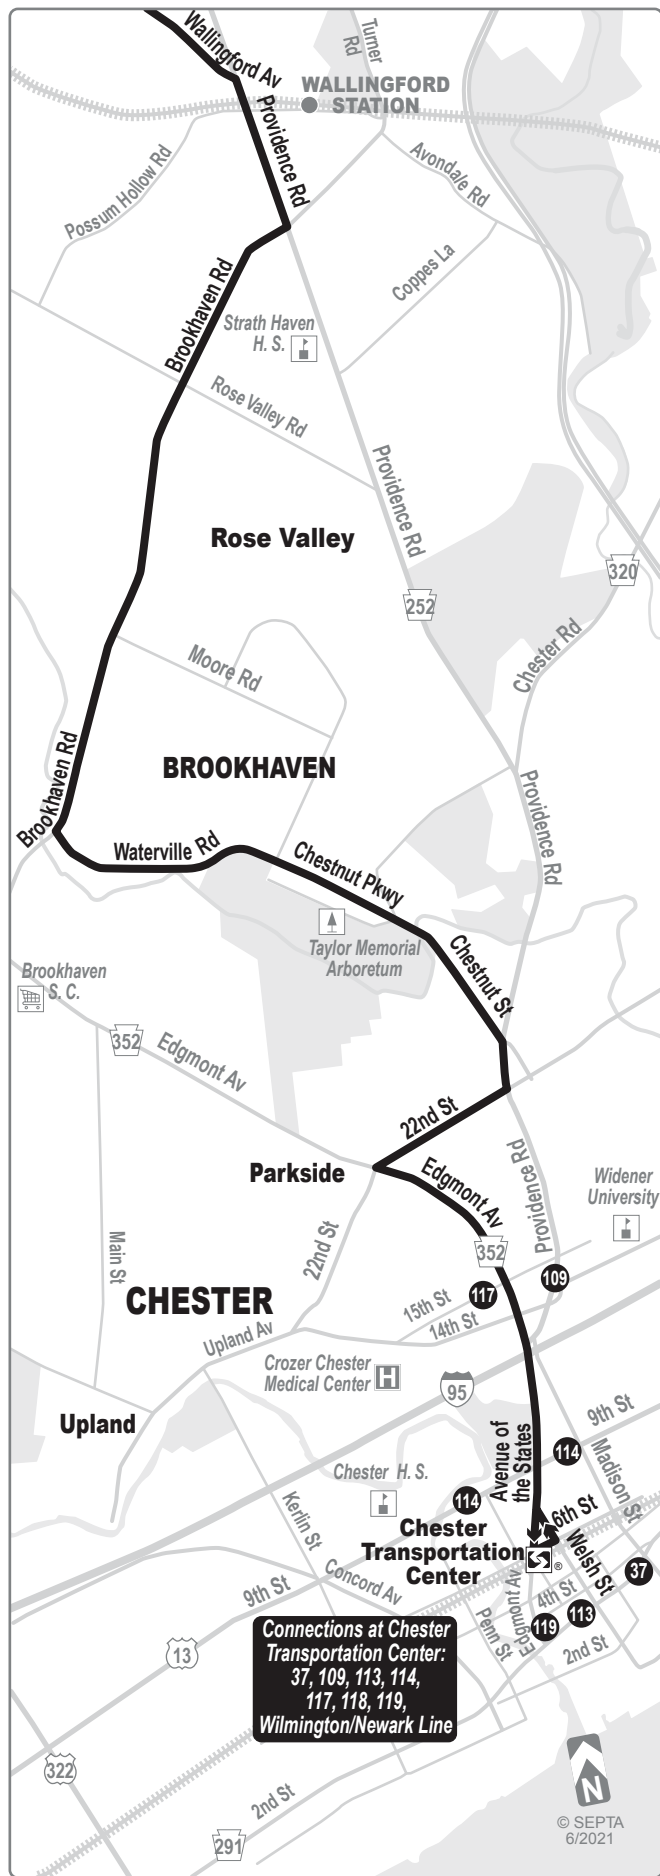 Wallingford Av
Turner
Rd
WALLINGFORD
STATION
Providence Rd
Possum Hollow Rd
Avondale Rd
Coppes La
Brookhaven Rd
Strath Haven
H. S.
Rose Valley Rd
Providence Rd
Rose Valley
320
252
Chester Rd
Moore Rd
BROOKHAVEN
Brookhaven Rd
Providence Rd
Waterville Rd
Chestnut Pkwy
Taylor Memorial
Arboretum
Chestnut St
Brookhaven
S. C.
352
Edgmont Av
22nd St
Parkside
Edgmont Av
Providence Rd
Widener
University
Main St
22nd St
352
109
117
CHESTER
15th St
14th St
Upland Av
Crozer Chester
Medical Center
H
95
Upland
Avenue of
the States
9th St
114
Madison St
Chester H. S.
114
Kerlin St
6th St
Chester
Transportation
Center
®
Welsh St
37
9th St
Concord Av
Penn St
Edgmont Av
4th St
113
119
2nd St
Connections at Chester
Transportation Center:
37, 109, 113, 114,
117, 118, 119,
Wilmington/Newark Line
13
322
2nd St
291
N
© SEPTA
6/2021